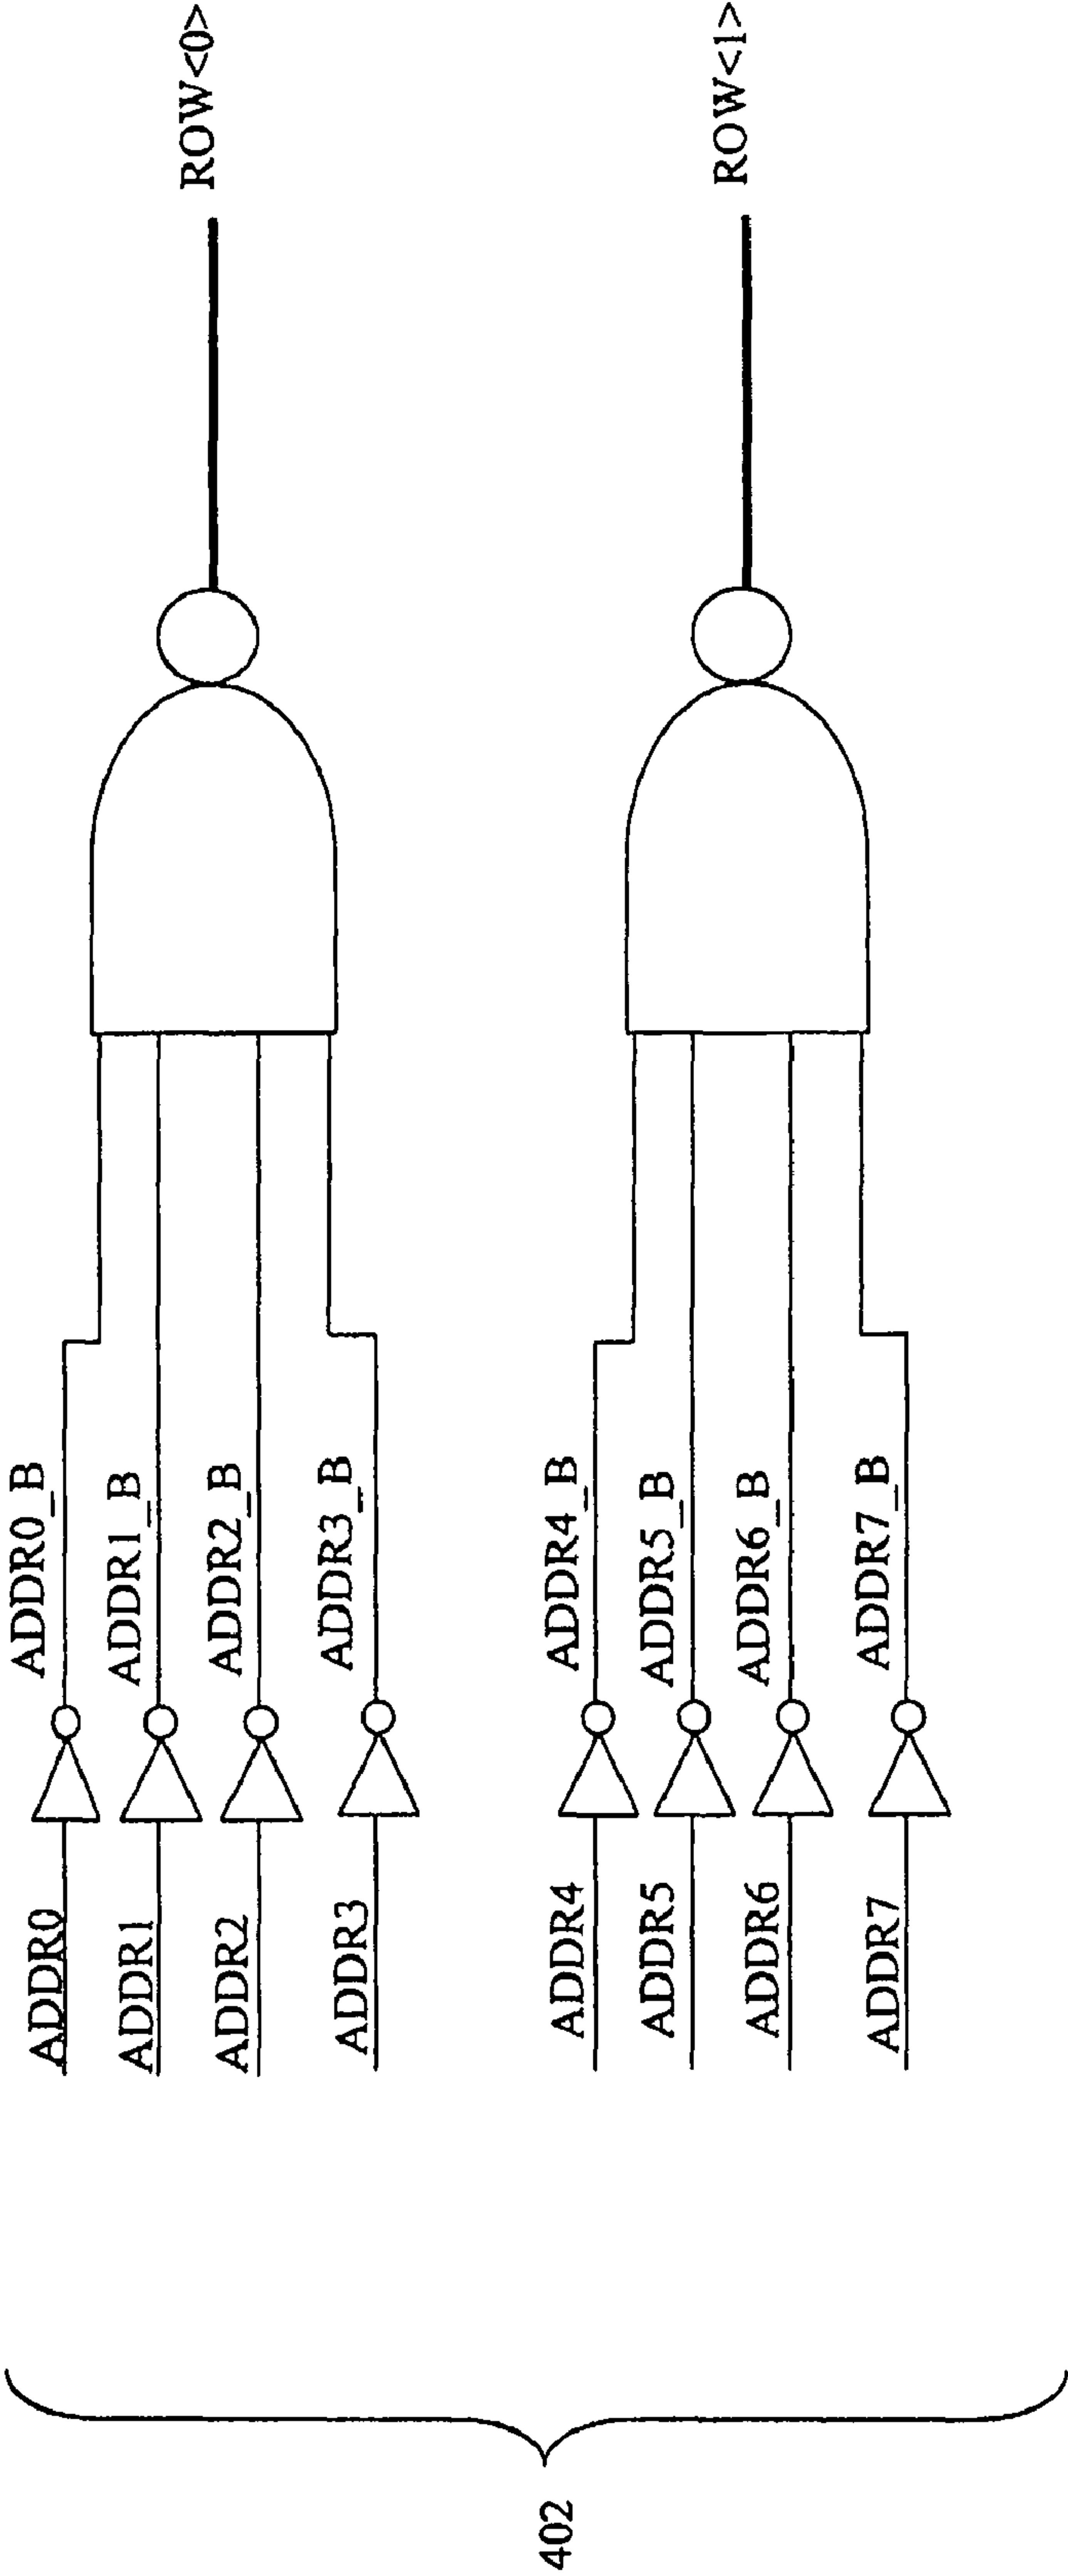 402
ADDR0
ADDR0_B
ADDR1
ADDR1_B
ADDR2
ADDR2_B
ADDR3
ADDR3_B
ROW<0>
ADDR4
ADDR4_B
ADDR5
ADDR5_B
ADDR6
ADDR6_B
ADDR7
ADDR7_B
ROW<1>